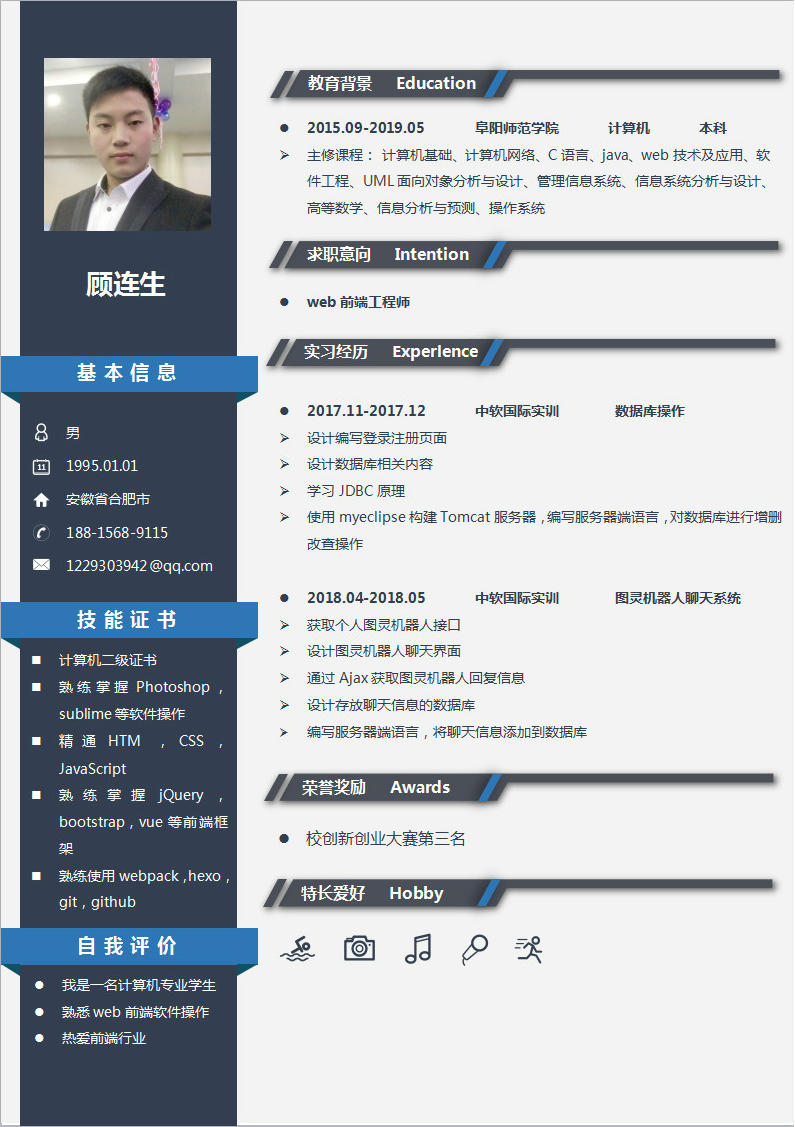 顾连生
基本信息
男
11
1995.01.01
安徽省合肥市
188-1568-9115
1229303942@qq.com
技能证书
计算机二级证书
熟练掌握 Photoshop，
sublime 等软件操作
精通 HTM ，CSS，
JavaScript
熟练掌握 jQuery，
bootstrap，vue 等前端框
架
熟练使用 webpack，hexo，
git，github
自我评价
我是一名计算机专业学生
熟悉 web 前端软件操作
热爱前端行业
教育背景 Education
2015.09-2019.05 阜阳师范学院 计算机 本科
主修课程： 计算机基础、计算机网络、C 语言、java、web 技术及应用、软
件工程、UML 面向对象分析与设计、管理信息系统、信息系统分析与设计、
高等数学、信息分析与预测、操作系统
求职意向 Intention
web 前端工程师
实习经历 Experlence
2017.11-2017.12 中软国际实训 数据库操作
设计编写登录注册页面
设计数据库相关内容
学习 JDBC 原理
使用 myeclipse 构建 Tomcat 服务器，编写服务器端语言，对数据库进行增删
改查操作
2018.04-2018.05 中软国际实训 图灵机器人聊天系统
获取个人图灵机器人接口
设计图灵机器人聊天界面
通过 Ajax 获取图灵机器人回复信息
设计存放聊天信息的数据库
编写服务器端语言，将聊天信息添加到数据库
荣誉奖励 Awards
校创新创业大赛第三名
特长爱好 Hobby